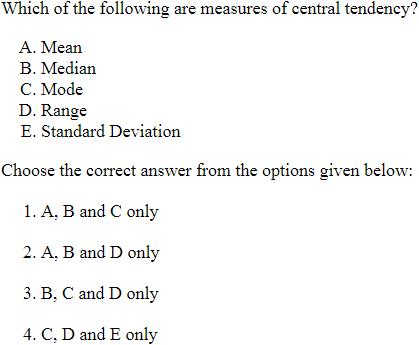 Which of the following are measures of central tendency?
A. Mean
B. Median
C. Mode
D. Range
E. Standard Deviation
Choose the correct answer from the options given below:
1. A, B and C only
2. A, B and D only
3. B, C and D only
4. C, D and E only